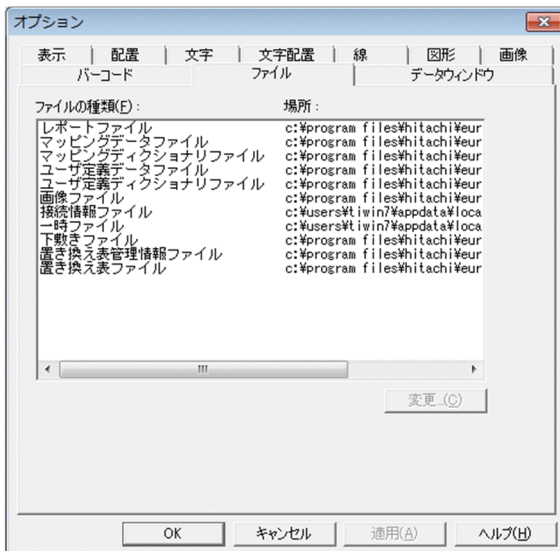 オプション
表示 配置 文字 文字配置 線 図形 画像
バーコード ファイル データウィンドウ
ファイルの種類(F): 場所:
レポートファイル c:¥program files¥hitachi¥eur
マッピングデータファイル c:¥program files¥hitachi¥eur
マッピングディクショナリファイル c:¥program files¥hitachi¥eur
ユーザ定義データファイル c:¥program files¥hitachi¥eur
ユーザ定義ディクショナリファイル c:¥program files¥hitachi¥eur
画像ファイル c:¥program files¥hitachi¥eur
接続情報ファイル c:¥users¥tiwin7¥appdata¥loca
一時ファイル c:¥users¥tiwin7¥appdata¥loca
下敷きファイル c:¥program files¥hitachi¥eur
置き換え表管理情報ファイル c:¥program files¥hitachi¥eur
置き換え表ファイル c:¥program files¥hitachi¥eur
変更...(C)
OK キャンセル 適用(A) ヘルプ(H)